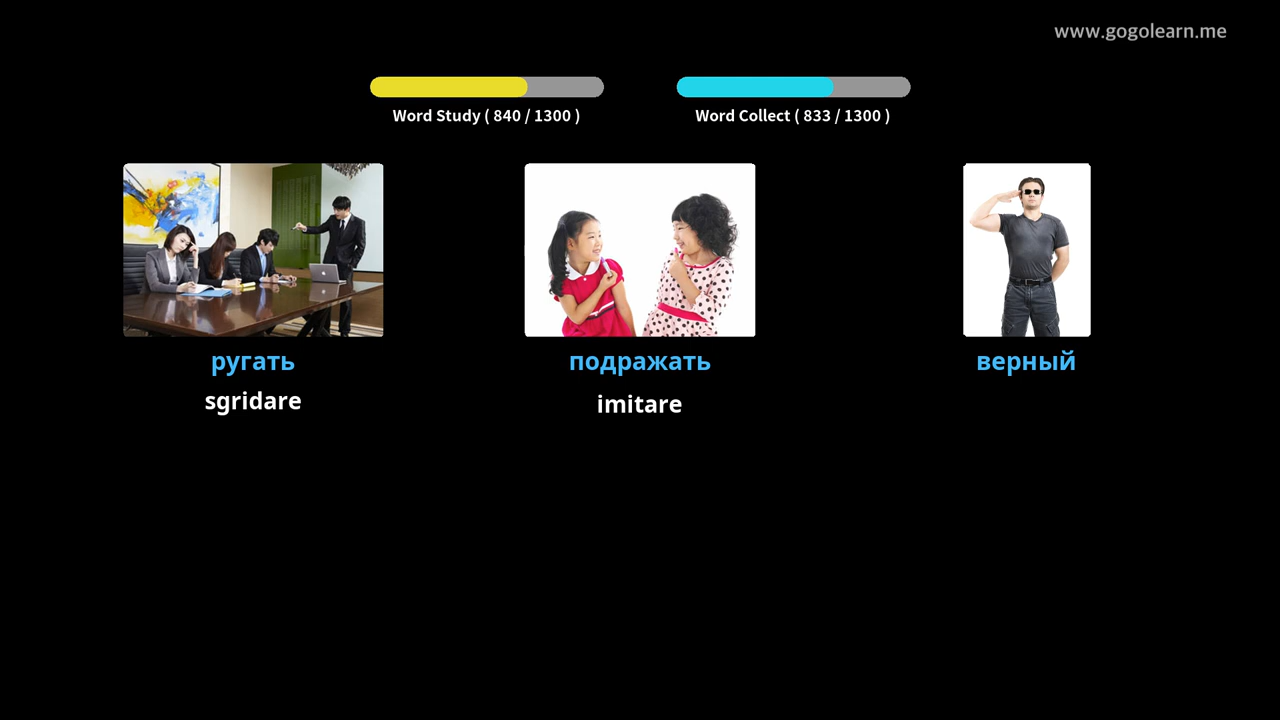 www.gogolearn.me
Word Study ( 840 / 1300 )
Word Collect ( 833 / 1300 )
ругать
подражать
верный
sgridare
imitare